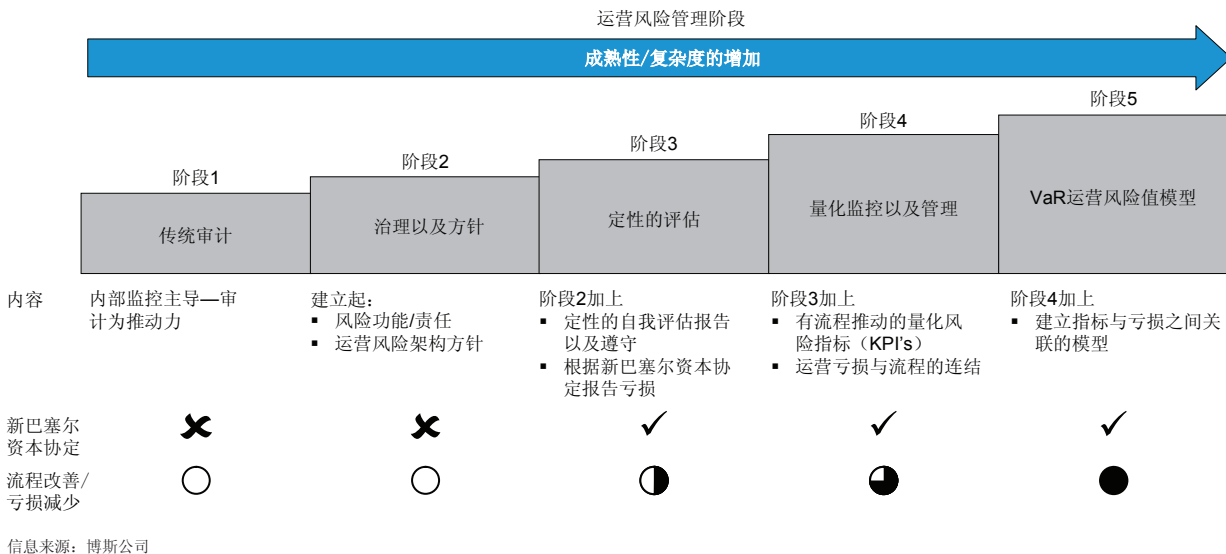 运营风险管理阶段
成熟性/复杂度的增加
阶段1
传统审计
阶段2
治理以及方针
阶段3
定性的评估
阶段4
量化监控以及管理
阶段5
VaR运营风险值模型
内容
内部监控主导—审
计为推动力
建立起:
▪ 风险功能/责任
▪ 运营风险架构方针
阶段2加上
▪ 定性的自我评估报告
以及遵守
▪ 根据新巴塞尔资本协
定报告亏损
阶段3加上
▪ 有流程推动的量化风
险指标（KPI's）
▪ 运营亏损与流程的连结
阶段4加上
▪ 建立指标与亏损之间关
联的模型
新巴塞尔
资本协定
流程改善/
亏损减少
信息来源: 博斯公司